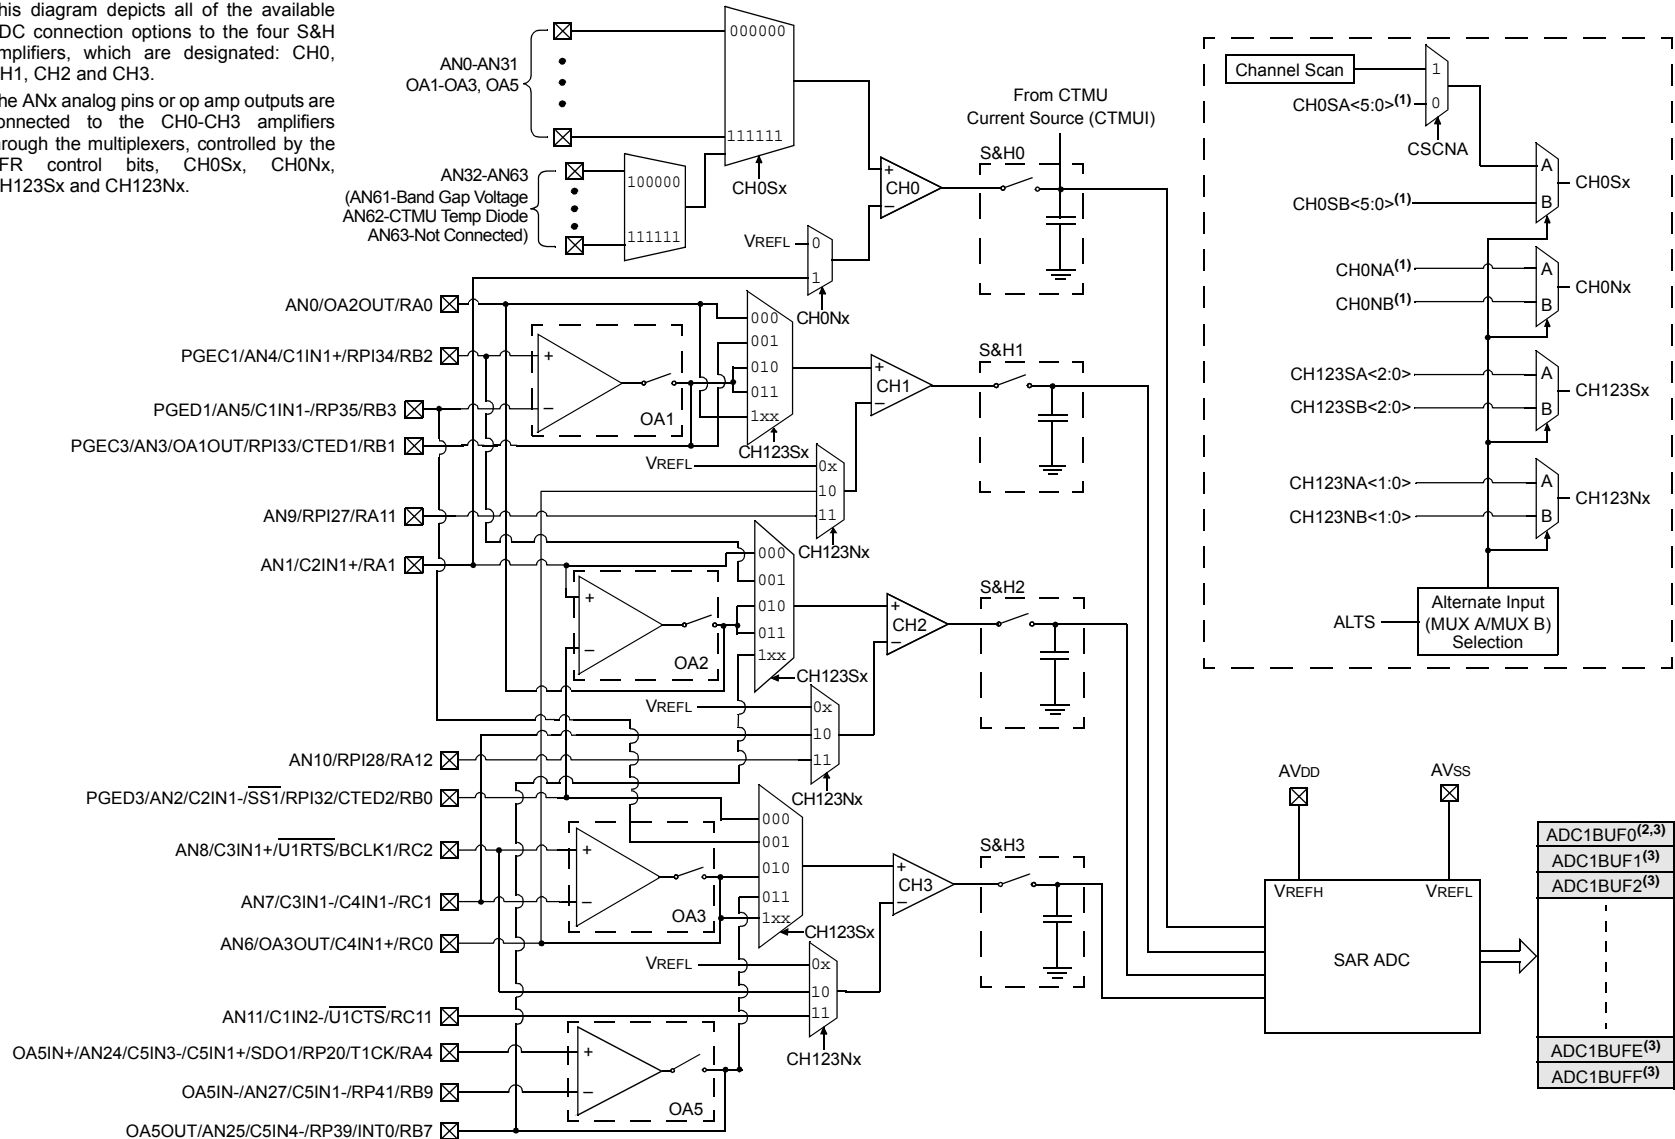 his diagram depicts all of the available
DC connection options to the four S&H
mplifiers, which are designated: CH0,
H1, CH2 and CH3.
he ANx analog pins or op amp outputs are
onnected to the CH0-CH3 amplifiers
hrough the multiplexers, controlled by the
FR control bits, CH0Sx, CH0Nx,
H123Sx and CH123Nx.
AN0-AN31
OA1-OA3, OA5
000000
111111
CH0Sx
AN32-AN63
(AN61-Band Gap Voltage
AN62-CTMU Temp Diode
AN63-Not Connected)
100000
111111
VREFL
0
1
CH0Nx
+
CH0
–
From CTMU
Current Source (CTMUI)
S&H0
AN0/OA2OUT/RA0
PGEC1/AN4/C1IN1+/RPI34/RB2
PGED1/AN5/C1IN1-/RP35/RB3
PGEC3/AN3/OA1OUT/RPI33/CTED1/RB1
+
–
OA1
000
001
010
011
1xx
CH123Sx
VREFL
0x
10
11
CH123Nx
+
CH1
–
S&H1
AN9/RPI27/RA11
AN1/C2IN1+/RA1
+
–
OA2
000
001
010
011
1xx
CH123Sx
VREFL
0x
10
11
CH123Nx
+
CH2
–
S&H2
AN10/RPI28/RA12
PGED3/AN2/C2IN1-/SS1/RPI32/CTED2/RB0
AN8/C3IN1+/U1RTS/BCLK1/RC2
AN7/C3IN1-/C4IN1-/RC1
AN6/OA3OUT/C4IN1+/RC0
+
–
OA3
000
001
010
011
1xx
CH123Sx
VREFL
0x
10
11
CH123Nx
+
CH3
–
S&H3
AN11/C1IN2-/U1CTS/RC11
OA5IN+/AN24/C5IN3-/C5IN1+/SDO1/RP20/T1CK/RA4
OA5IN-/AN27/C5IN1-/RP41/RB9
OA5OUT/AN25/C5IN4-/RP39/INT0/RB7
+
–
OA5
Channel Scan
1
CH0SA<5:0>(1)
0
CSCNA
A
CH0Sx
CH0SB<5:0>(1)
B
CH0NA(1)
A
CH0Nx
CH0NB(1)
B
CH123SA<2:0>
A
CH123Sx
CH123SB<2:0>
B
CH123NA<1:0>
A
CH123Nx
CH123NB<1:0>
B
ALTS
Alternate Input
(MUX A/MUX B)
Selection
AVDD
AVSS
VREFH
VREFL
SAR ADC
ADC1BUF0(2,3)
ADC1BUF1(3)
ADC1BUF2(3)
ADC1BUFE(3)
ADC1BUFF(3)